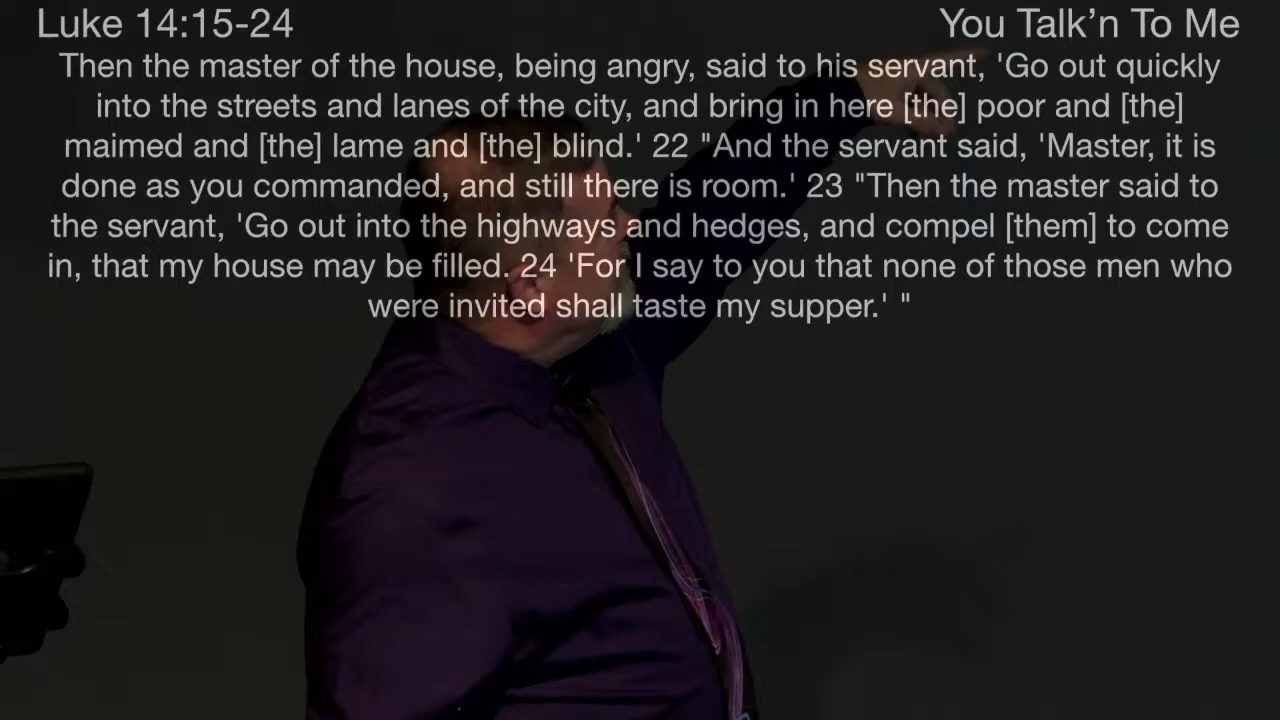 Luke 14:15-24 You Talk’n To Me
Then the master of the house, being angry, said to his servant, 'Go out quickly
into the streets and lanes of the city, and bring in here [the] poor and [the]
maimed and [the] lame and [the] blind.' 22 "And the servant said, 'Master, it is
done as you commanded, and still there is room.' 23 "Then the master said to
the servant, 'Go out into the highways and hedges, and compel [them] to come
in, that my house may be filled. 24 'For I say to you that none of those men who
were invited shall taste my supper.' "